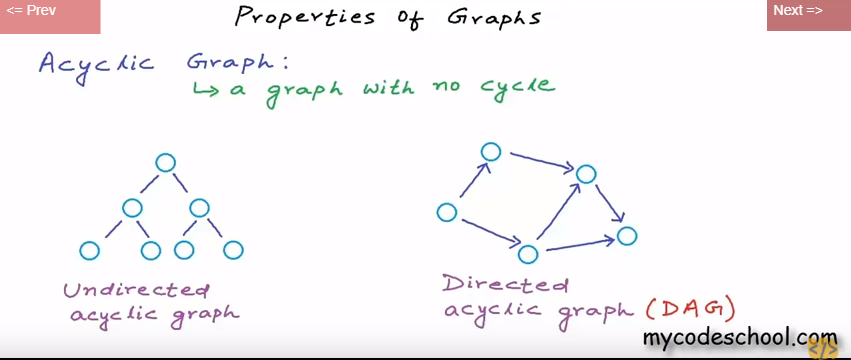 <= Prev
Properties of Graphs
Next =>
Acyclic Graph:
↳ a graph with no cycle
Undirected
acyclic graph
Directed
acyclic graph (DAG)
mycodeschool.com
</>